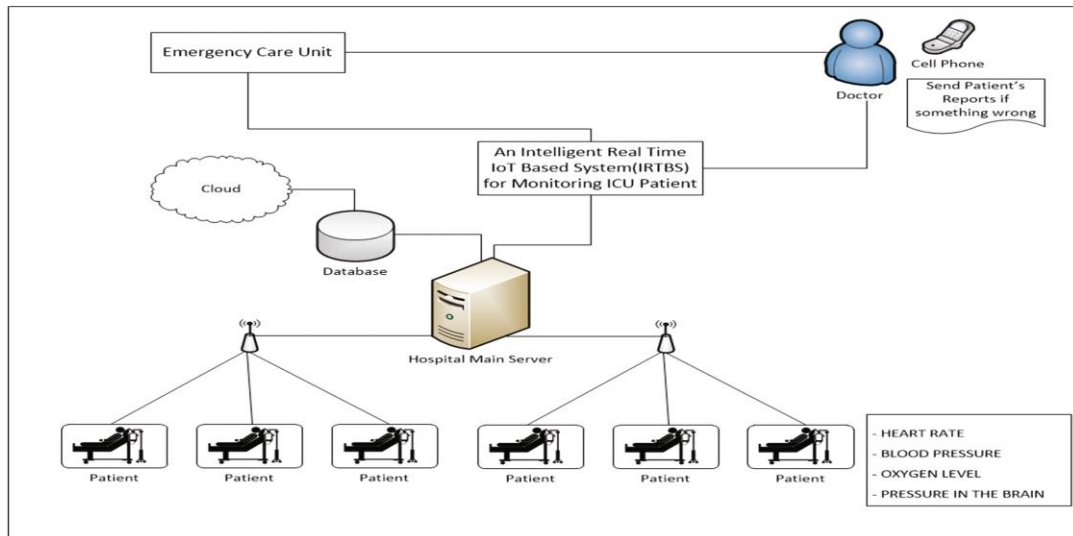 Emergency Care Unit
Cell Phone
Doctor
Send Patient's
Reports if
something wrong
An Intelligent Real Time
IoT Based System(IRTBS)
for Monitoring ICU Patient
Cloud
Database
Hospital Main Server
Patient
Patient
Patient
Patient
Patient
Patient
- HEART RATE
- BLOOD PRESSURE
- OXYGEN LEVEL
- PRESSURE IN THE BRAIN